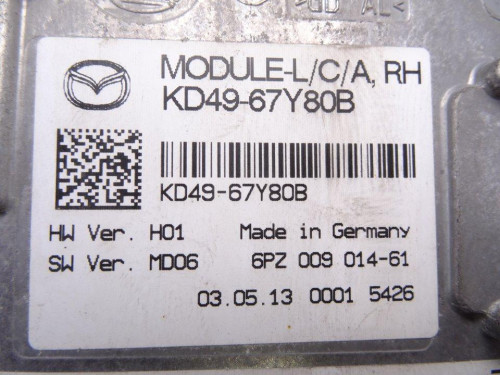 MODULE-L/C/A, RH
KD49-67Y80B
KD49-67Y80B
HW Ver. H01 Made in Germany
SW Ver. MD06 6PZ 009 014-61
03.05.13 0001 5426